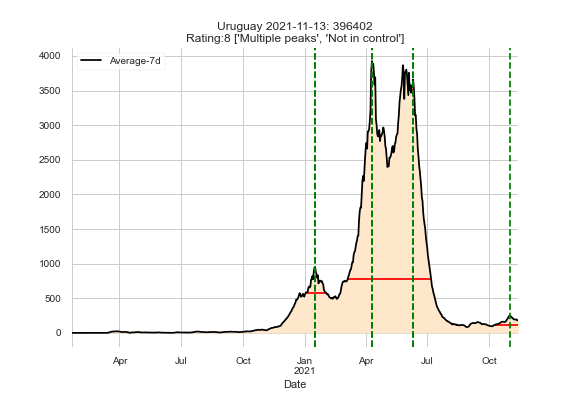 Uruguay 2021-11-13: 396402
Rating:8 ['Multiple peaks', 'Not in control']
Average-7d
4000
3500
3000
2500
2000
1500
1000
500
0
Apr Jul Oct Jan Apr Jul Oct
2021
Date